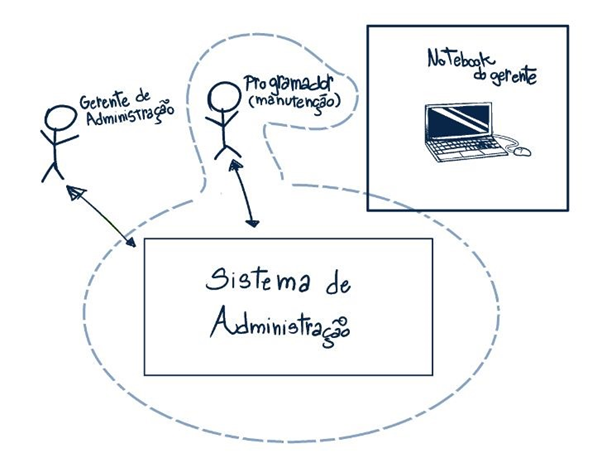 Gerente de
Administração
Programador
(manutenção)
Notebook
do gerente
Sistema de
Administração